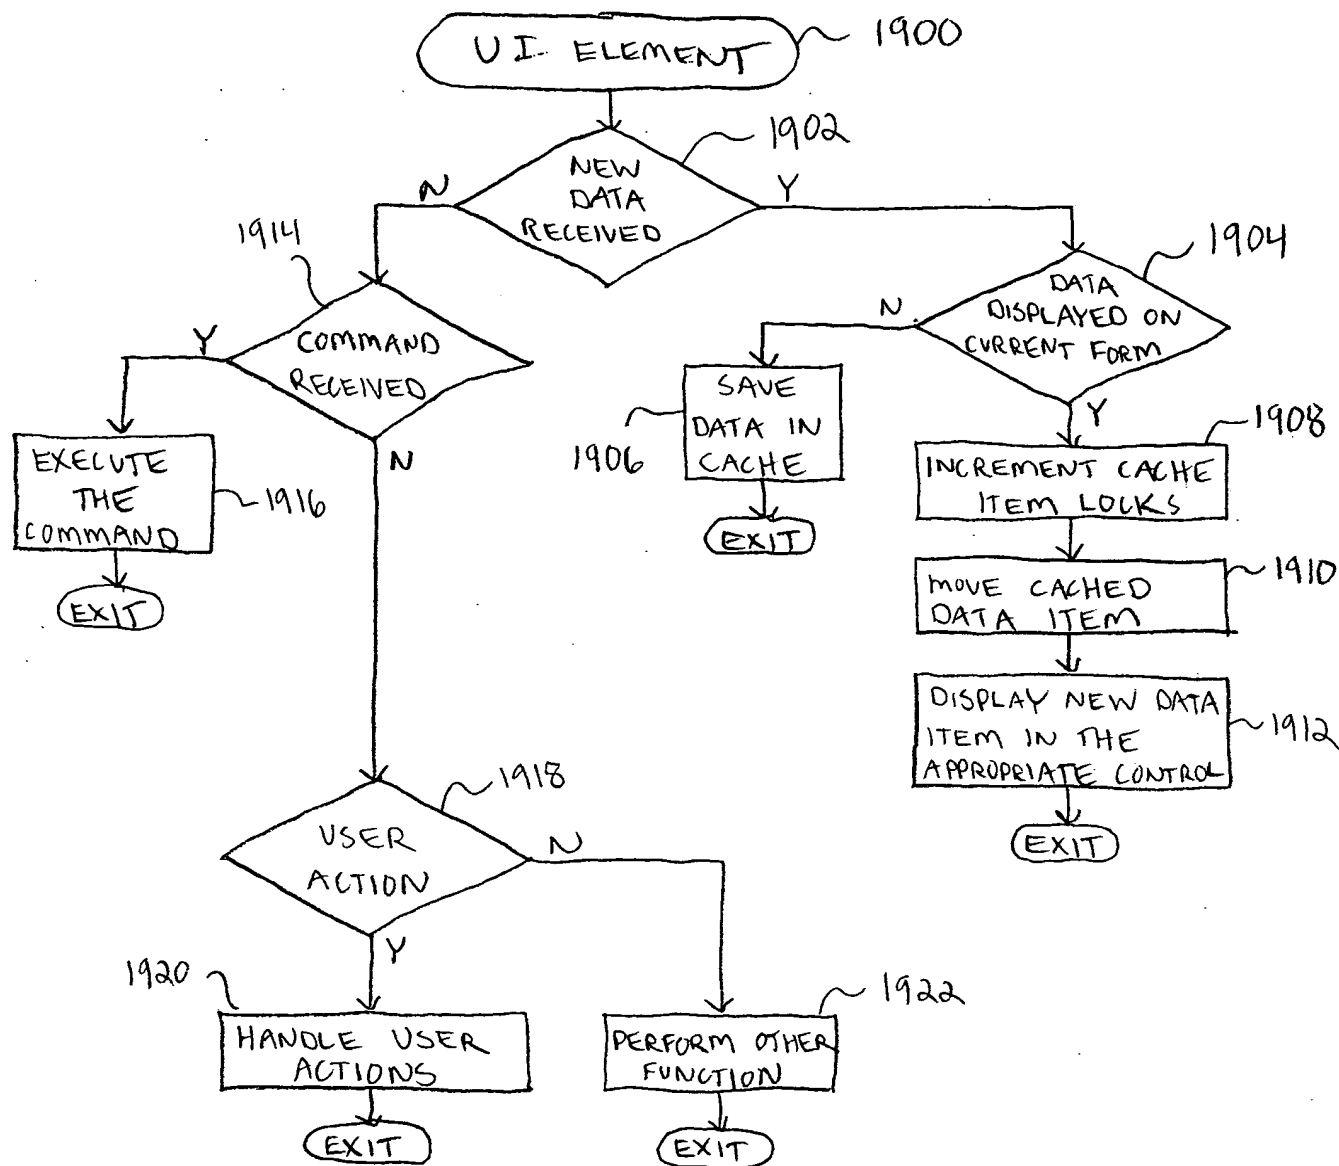 UI ELEMENT
1900
1902
NEW
DATA
RECEIVED
N
Y
1914
1904
COMMAND
RECEIVED
Y
N
DATA
DISPLAYED ON
CURRENT FORM
N
Y
EXECUTE
THE
COMMAND
1916
EXIT
SAVE
DATA IN
CACHE
1906
EXIT
1908
INCREMENT CACHE
ITEM LOCKS
1910
MOVE CACHED
DATA ITEM
DISPLAY NEW DATA
ITEM IN THE
APPROPRIATE CONTROL
1912
EXIT
1918
USER
ACTION
N
Y
1920
HANDLE USER
ACTIONS
EXIT
1922
PERFORM OTHER
FUNCTION
EXIT